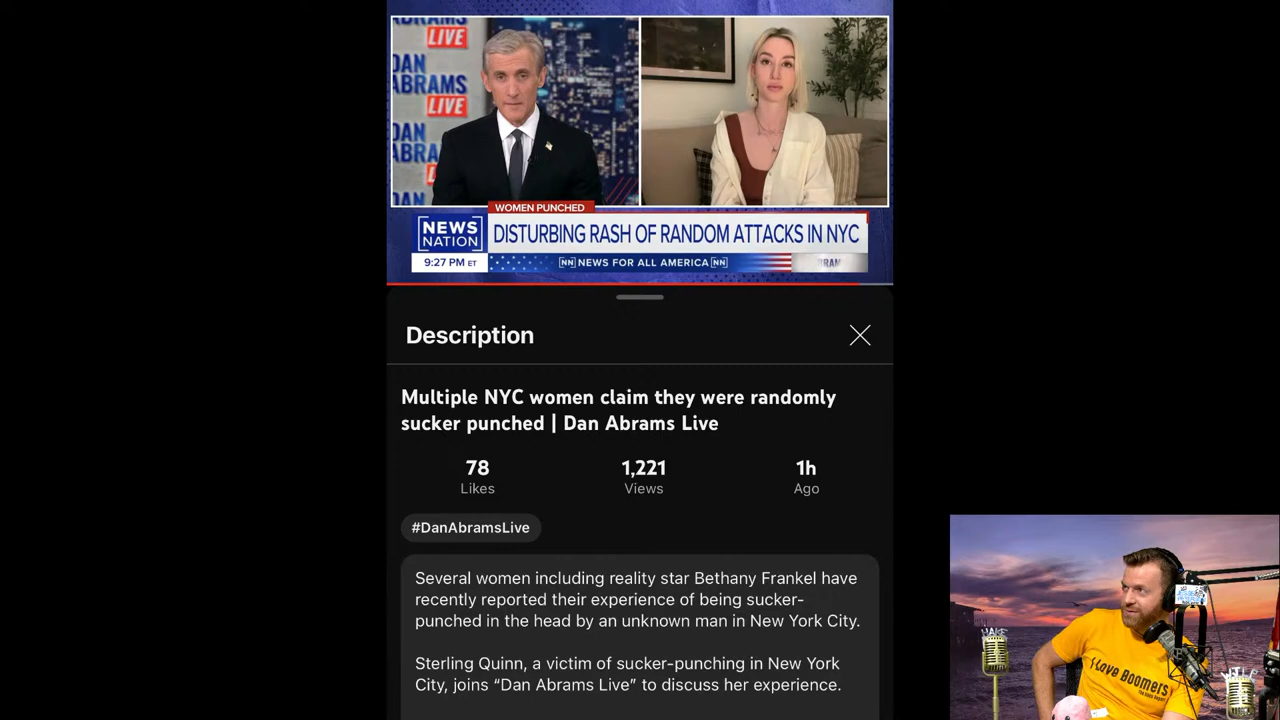 ABRAMS
LIVE
DAN
ABRAMS
LIVE
DAN
WOMEN PUNCHED
NEWS
NATION
DISTURBING RASH OF RANDOM ATTACKS IN NYC
9:27 PM ET
NN NEWS FOR ALL AMERICA NN
Description
Multiple NYC women claim they were randomly
sucker punched | Dan Abrams Live
78
1,221
1h
Likes
Views
Ago
#DanAbramsLive
Several women including reality star Bethany Frankel have
recently reported their experience of being sucker-
punched in the head by an unknown man in New York City.
Sterling Quinn, a victim of sucker-punching in New York
City, joins “Dan Abrams Live” to discuss her experience.
I Love Boomers